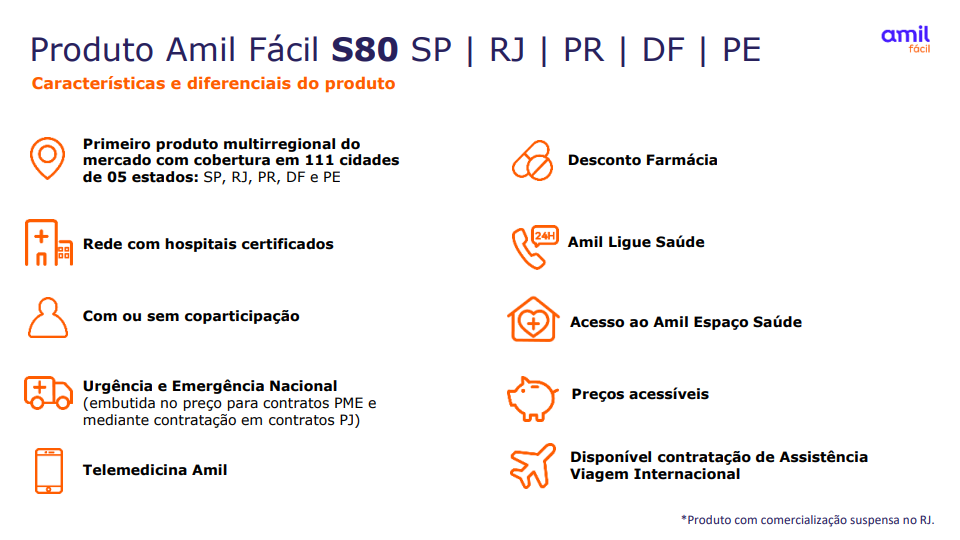 Produto Amil Fácil S80 SP | RJ | PR | DF | PE
amil
fácil
Características e diferenciais do produto
Primeiro produto multirregional do
mercado com cobertura em 111 cidades
de 05 estados: SP, RJ, PR, DF e PE
Rede com hospitais certificados
Com ou sem coparticipação
Urgência e Emergência Nacional
(embutida no preço para contratos PME e
mediante contratação em contratos PJ)
Telemedicina Amil
Desconto Farmácia
24H
Amil Ligue Saúde
Acesso ao Amil Espaço Saúde
Preços acessíveis
Disponível contratação de Assistência
Viagem Internacional
*Produto com comercialização suspensa no RJ.